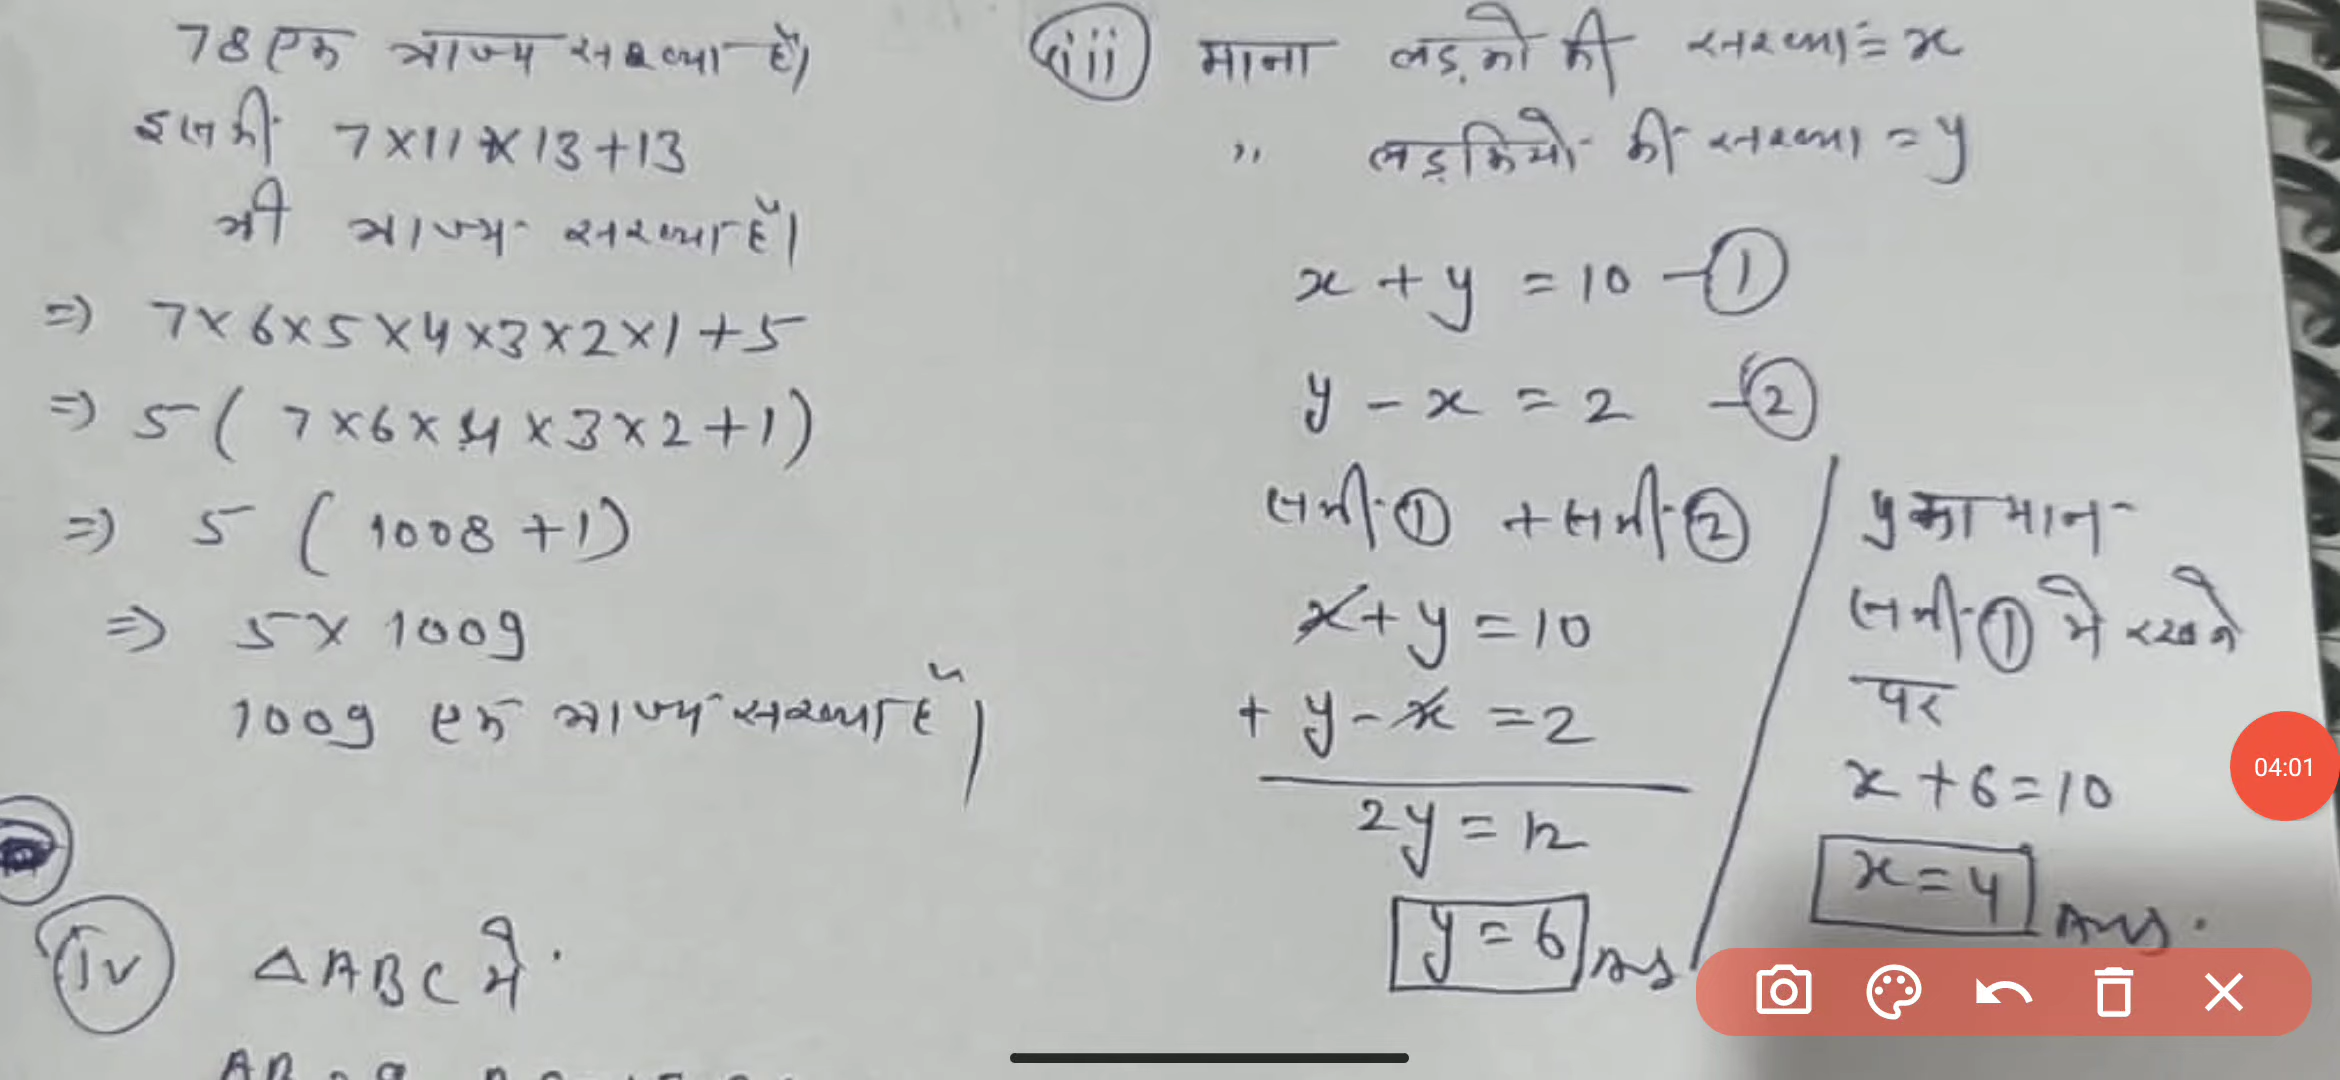 78 एक भाज्य संख्या है।
इसकी 7×11×13+13
भी भाज्य संख्या हैं।
⇒ 7×6×5×4×3×2×1+5
⇒ 5(7×6×4×3×2+1)
⇒ 5(1008+1)
⇒ 5×1009
1009 एक भाज्य संख्या हैं।
iv ΔABC में
iii माना लड़को की संख्या = x
,, लड़कियो की संख्या = y
x + y = 10 —①
y - x = 2 —②
समी ① + समी ②
x + y = 10
+ y - x = 2
2y = 12
y = 6 Ans
y का मान
समी ① मे रखने
पर
x + 6 = 10
x = 4 Ans.
04:01